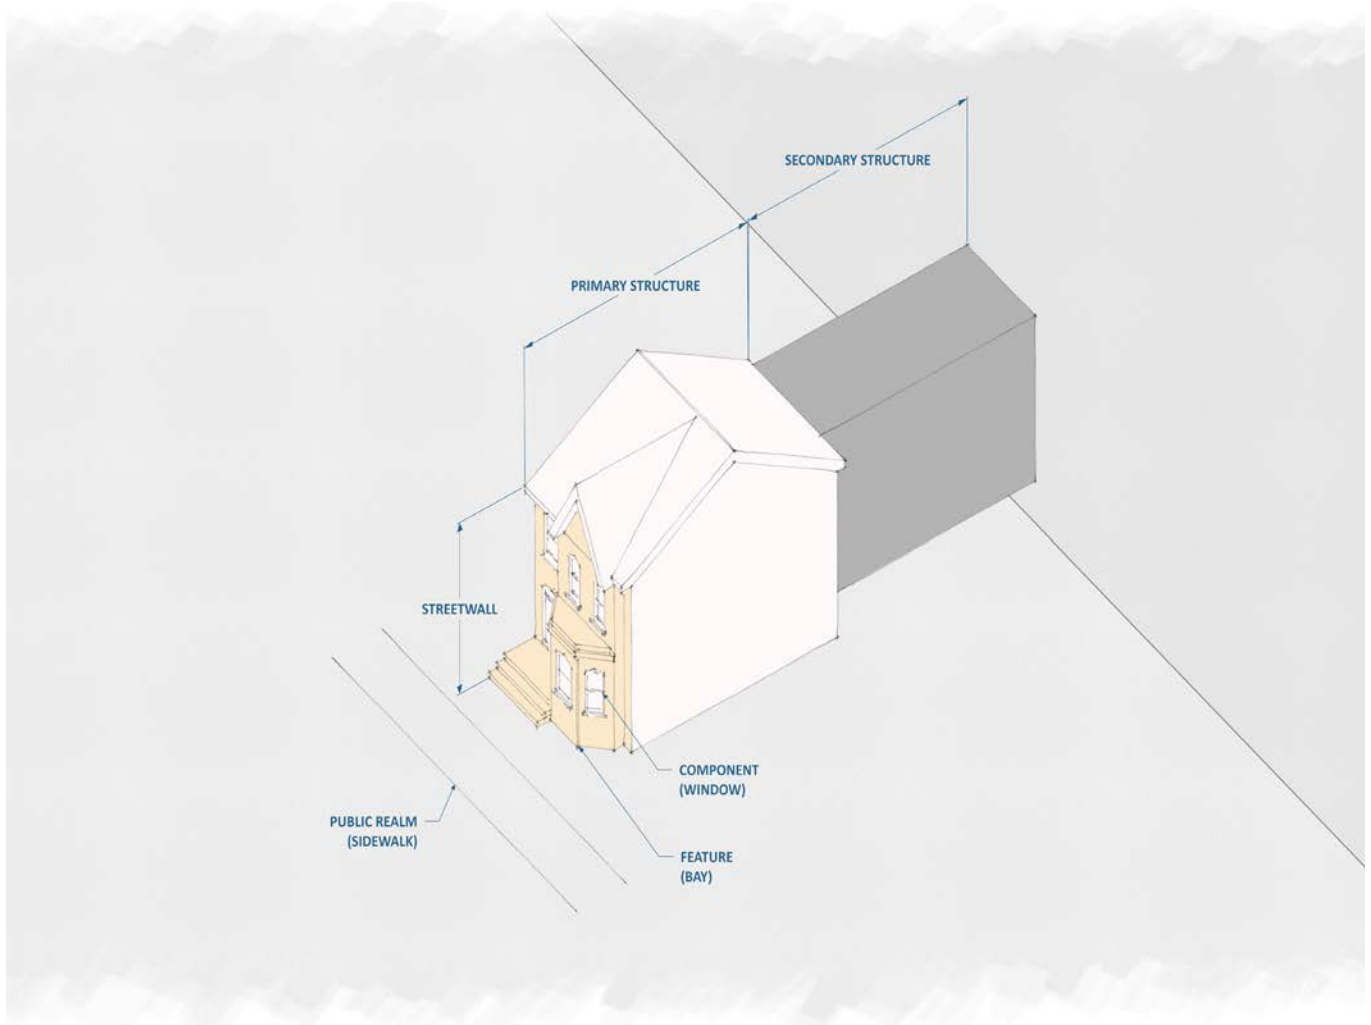 SECONDARY STRUCTURE
PRIMARY STRUCTURE
STREETWALL
COMPONENT
(WINDOW)
PUBLIC REALM
(SIDEWALK)
FEATURE
(BAY)